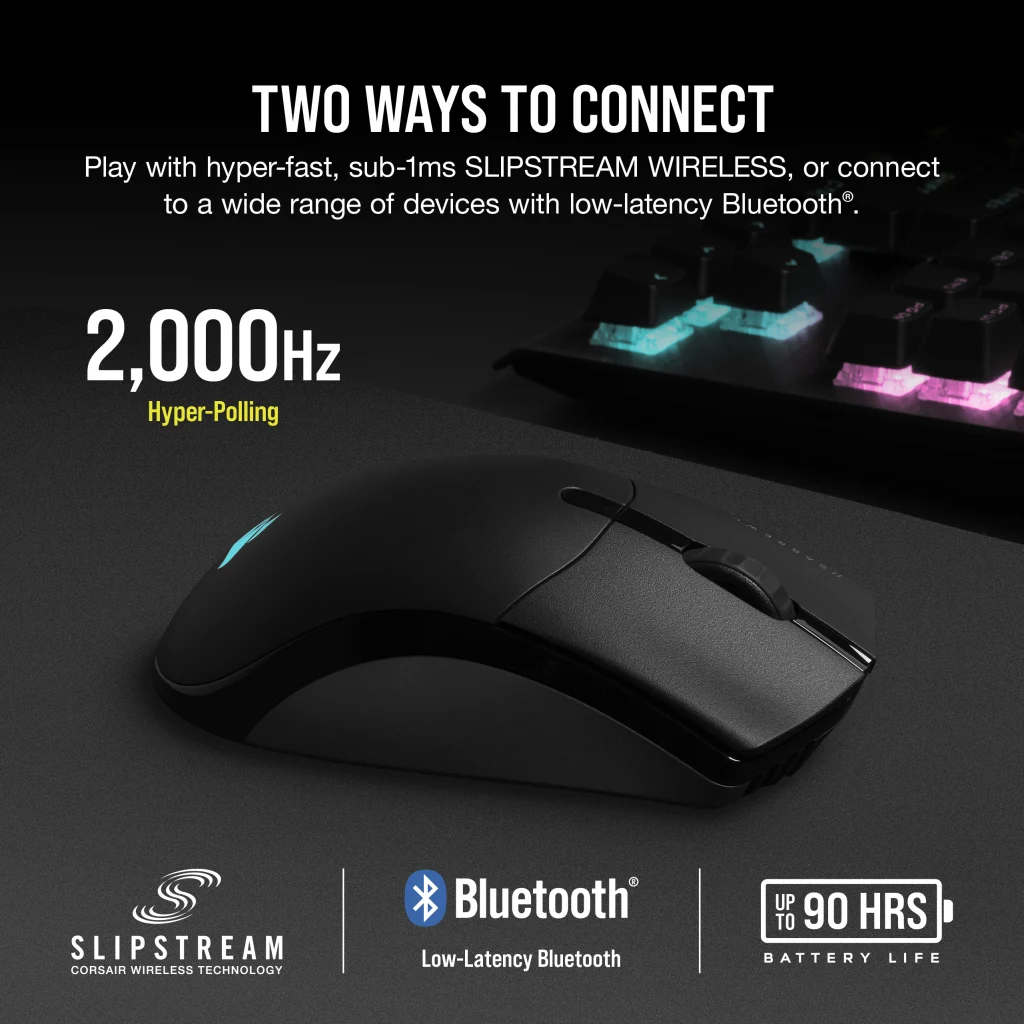 TWO WAYS TO CONNECT
Play with hyper-fast, sub-1ms SLIPSTREAM WIRELESS, or connect
to a wide range of devices with low-latency Bluetooth®.
2,000Hz
Hyper-Polling
SLIPSTREAM
CORSAIR WIRELESS TECHNOLOGY
Bluetooth®
Low-Latency Bluetooth
UP TO 90 HRS
BATTERY LIFE